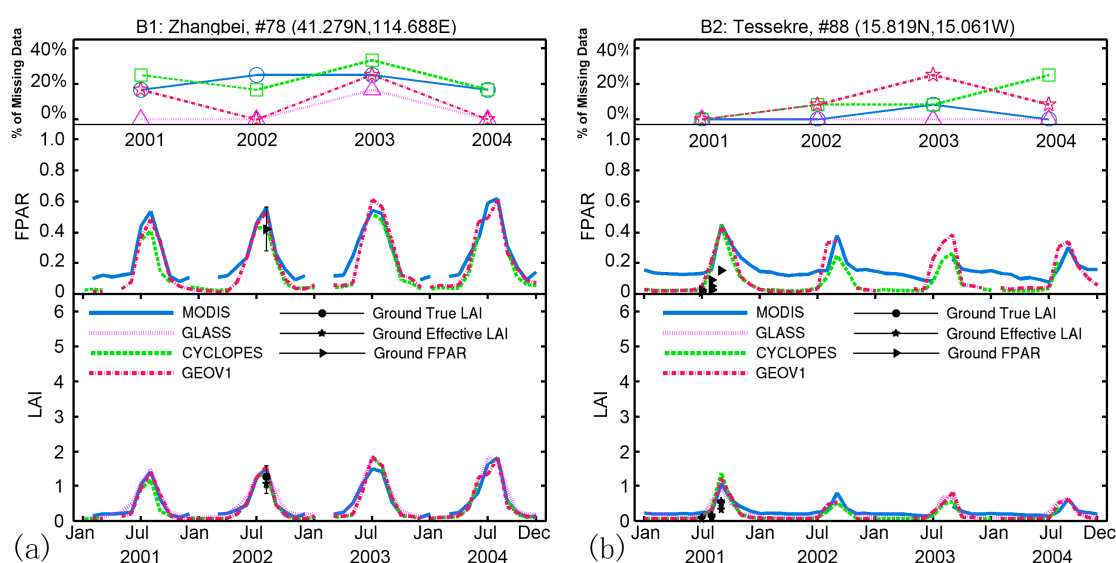 B1: Zhangbei, #78 (41.279N,114.688E)
% of Missing Data
40%
20%
0%
2001 2002 2003 2004
FPAR
1.0
0.8
0.6
0.4
0.2
0
LAI
6
5
4
3
2
1
0
MODIS
GLASS
CYCLOPES
GEOV1
Ground True LAI
Ground Effective LAI
Ground FPAR
Jan Jul Jan Jul Jan Jul Jan Jul Dec
2001 2002 2003 2004
(a)
B2: Tessekre, #88 (15.819N,15.061W)
% of Missing Data
40%
20%
0%
2001 2002 2003 2004
FPAR
1.0
0.8
0.6
0.4
0.2
0
LAI
6
5
4
3
2
1
0
MODIS
GLASS
CYCLOPES
GEOV1
Ground True LAI
Ground Effective LAI
Ground FPAR
Jan Jul Jan Jul Jan Jul Jan Jul Dec
2001 2002 2003 2004
(b)